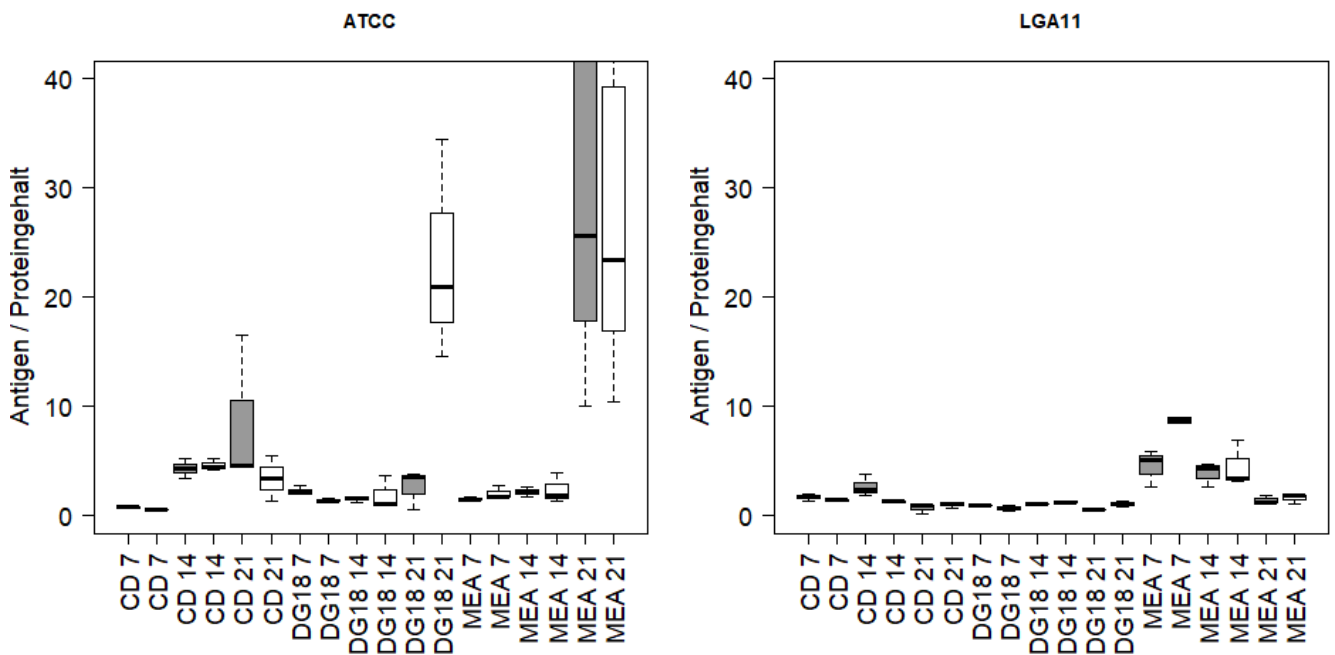 ATCC
Antigen / Proteingehalt
40
30
20
10
0
CD 7
CD 7
CD 14
CD 14
CD 21
CD 21
DG18 7
DG18 7
DG18 14
DG18 14
DG18 21
DG18 21
MEA 7
MEA 7
MEA 14
MEA 14
MEA 21
MEA 21
LGA11
Antigen / Proteingehalt
40
30
20
10
0
CD 7
CD 7
CD 14
CD 14
CD 21
CD 21
DG18 7
DG18 7
DG18 14
DG18 14
DG18 21
DG18 21
MEA 7
MEA 7
MEA 14
MEA 14
MEA 21
MEA 21